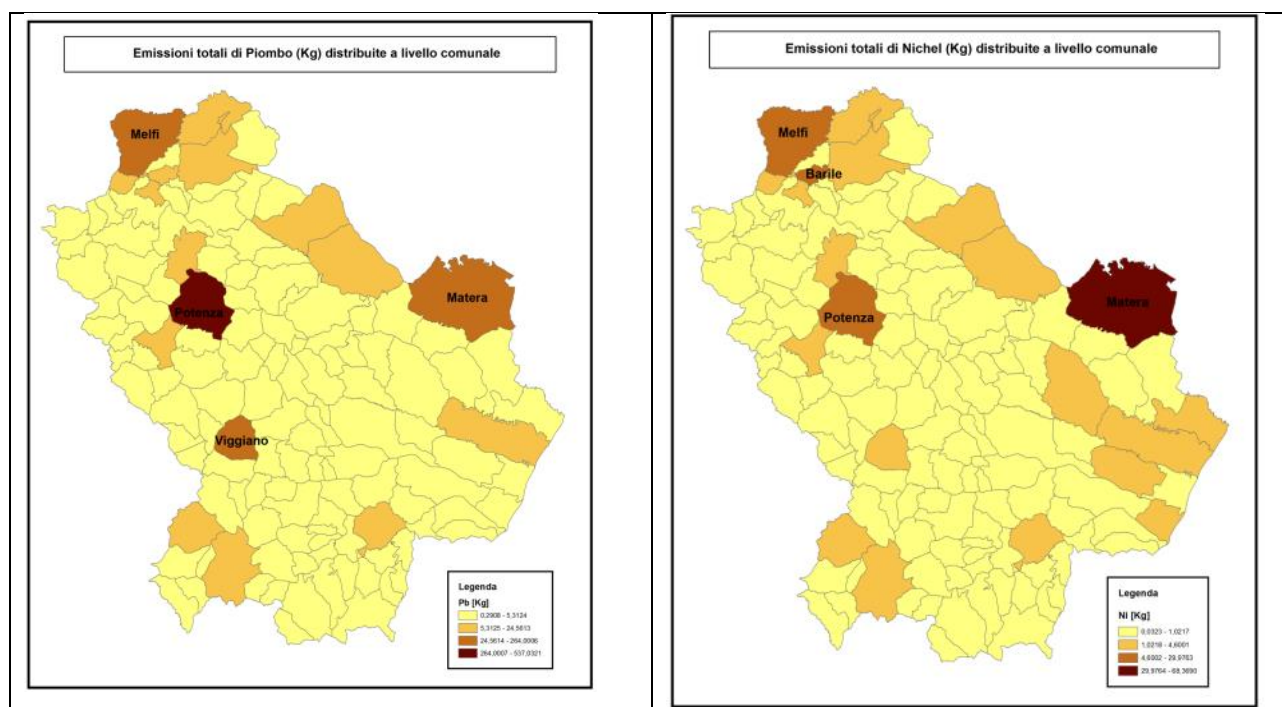 Emissioni totali di Piombo (Kg) distribuite a livello comunale
Melfi
Potenza
Matera
Viggiano
Legenda
Pb [Kg]
0,2908 - 5,3124
5,3125 - 24,5613
24,5614 - 264,0006
264,0007 - 537,0321
Emissioni totali di Nichel (Kg) distribuite a livello comunale
Melfi
Barile
Matera
Potenza
Legenda
Ni [Kg]
0,0323 - 1,0217
1,0218 - 4,6001
4,6002 - 29,9763
29,9764 - 68,3690